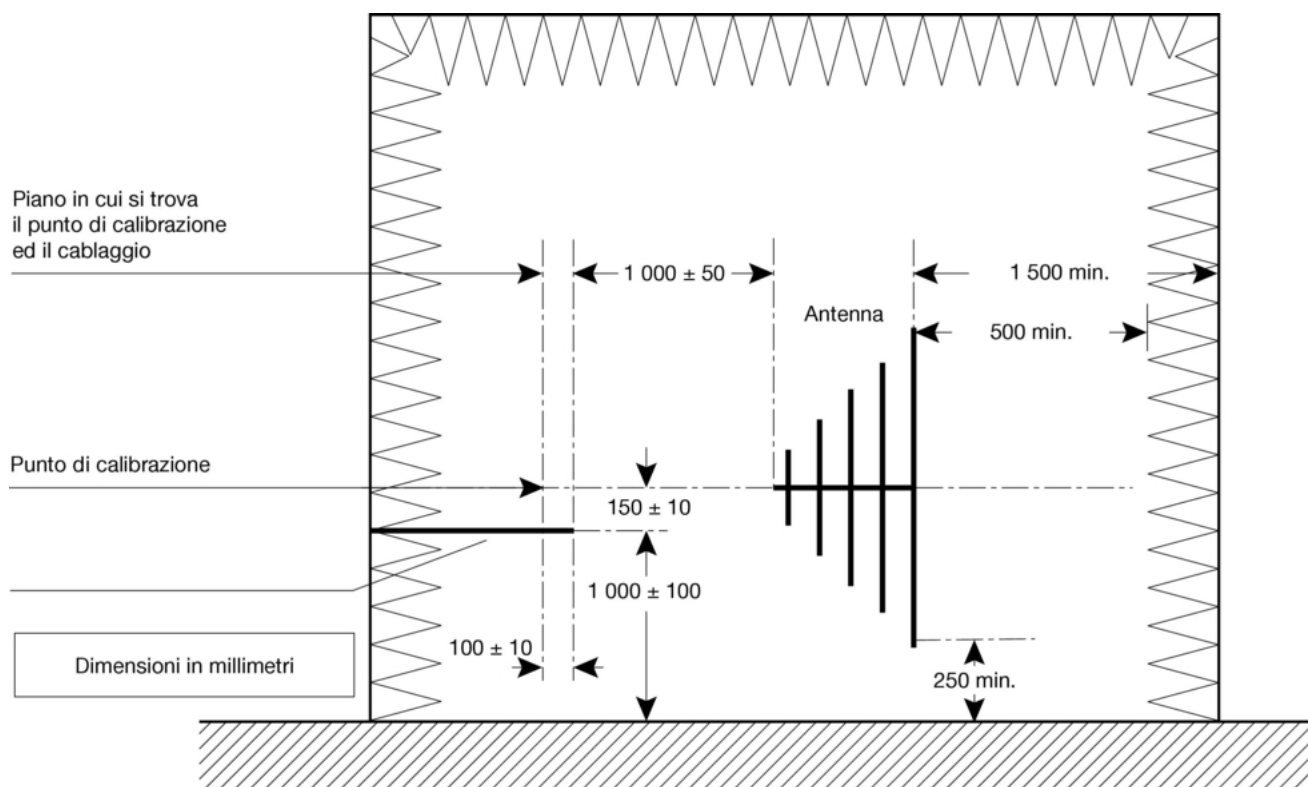 Piano in cui si trova
il punto di calibrazione
ed il cablaggio
1 000 ± 50
1 500 min.
Antenna
500 min.
Punto di calibrazione
150 ± 10
1 000 ± 100
100 ± 10
Dimensioni in millimetri
250 min.